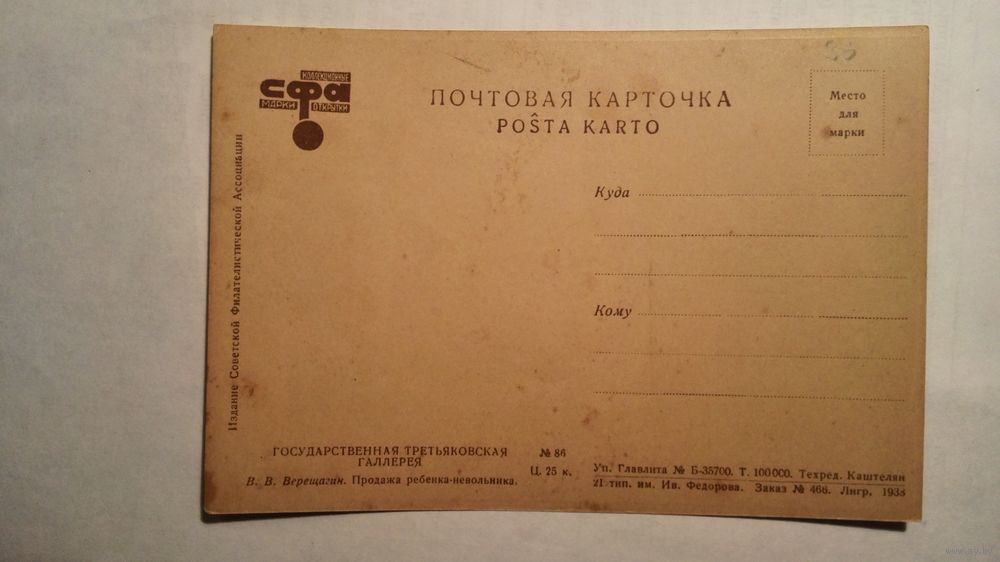 КОЛЛЕКЦИОННЫЕ
СФА
МАРКИ ОТКРЫТКИ
Издание Советской Филателистической Ассоциации
ПОЧТОВАЯ КАРТОЧКА
POŜTA KARTO
Место
для
марки
Куда
Кому
ГОСУДАРСТВЕННАЯ ТРЕТЬЯКОВСКАЯ
ГАЛЛЕРЕЯ
В. В. Верещагин. Продажа ребенка-невольника.
№ 86
Ц. 25 к.
Уп. Главлита № Б-35700. Т. 100000. Техред. Каштелян
21 тип. им. Ив. Федорова. Заказ № 466. Лнгр, 1938